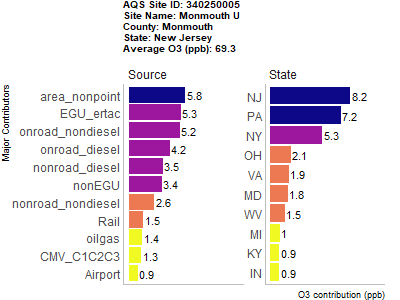 AQS Site ID: 340250005
Site Name: Monmouth U
County: Monmouth
State: New Jersey
Average O3 (ppb): 69.3
Major Contributors
Source
area_nonpoint 5.8
EGU_ertac 5.3
onroad_nondiesel 5.2
onroad_diesel 4.2
nonroad_diesel 3.5
nonEGU 3.4
nonroad_nondiesel 2.6
Rail 1.5
oilgas 1.4
CMV_C1C2C3 1.3
Airport 0.9
State
NJ 8.2
PA 7.2
NY 5.3
OH 2.1
VA 1.9
MD 1.8
WV 1.5
MI 1
KY 0.9
IN 0.9
O3 contribution (ppb)